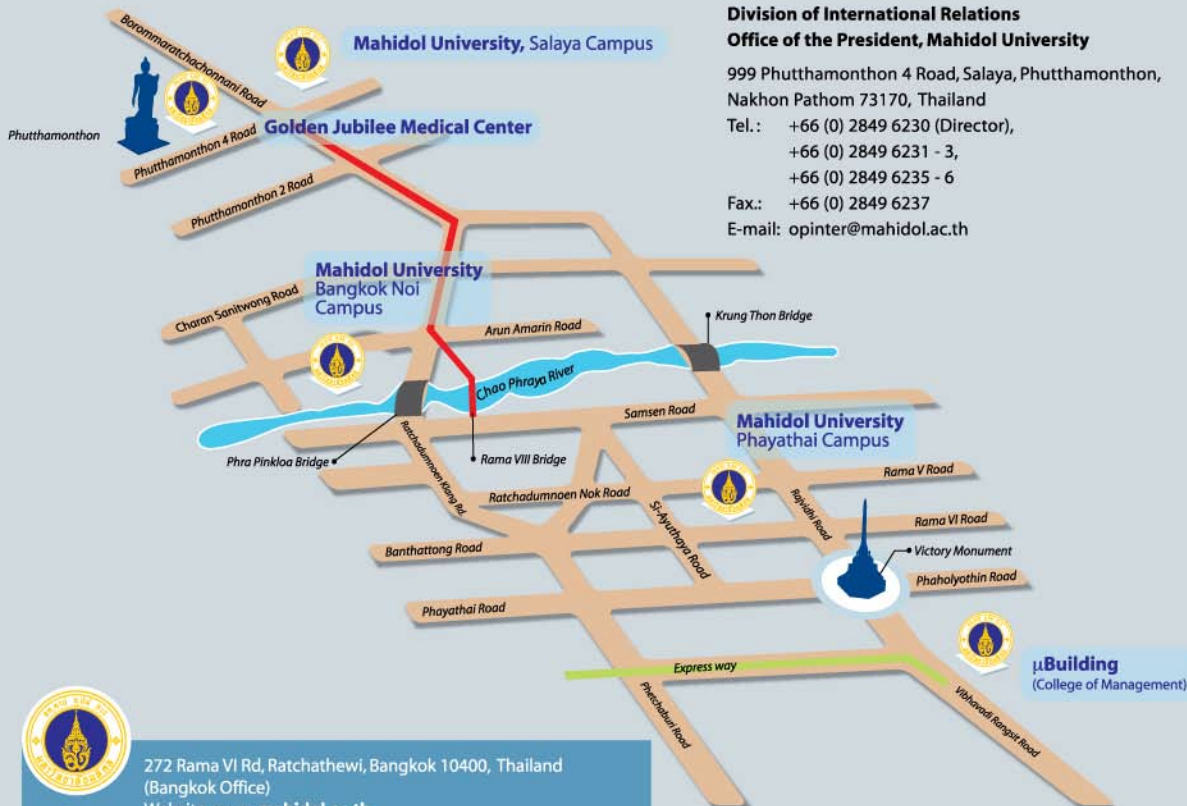 Division of International Relations
Office of the President, Mahidol University
999 Phutthamonthon 4 Road, Salaya, Phutthamonthon,
Nakhon Pathom 73170, Thailand
Tel.: +66 (0) 2849 6230 (Director),
+66 (0) 2849 6231 - 3,
+66 (0) 2849 6235 - 6
Fax.: +66 (0) 2849 6237
E-mail: opinter@mahidol.ac.th
Borommaratchachonnani Road
Mahidol University, Salaya Campus
Phutthamonthon
Golden Jubilee Medical Center
Phutthamonthon 4 Road
Phutthamonthon 2 Road
Mahidol University
Bangkok Noi
Campus
Charan Sanitwong Road
Arun Amarin Road
Krung Thon Bridge
Chao Phraya River
Samsen Road
Mahidol University
Phayathai Campus
Phra Pinkloa Bridge
Ratchadumnoen Klang Rd.
Rama VIII Bridge
Rama V Road
Ratchadumnoen Nok Road
Si-Ayuthaya Road
Rajvidhi Road
Rama VI Road
Banthattong Road
Victory Monument
Phaholyothin Road
Phayathai Road
Express way
µBuilding
(College of Management)
Phetchaburi Road
Vibhavadi Rangsit Road
272 Rama VI Rd, Ratchathewi, Bangkok 10400, Thailand
(Bangkok Office)